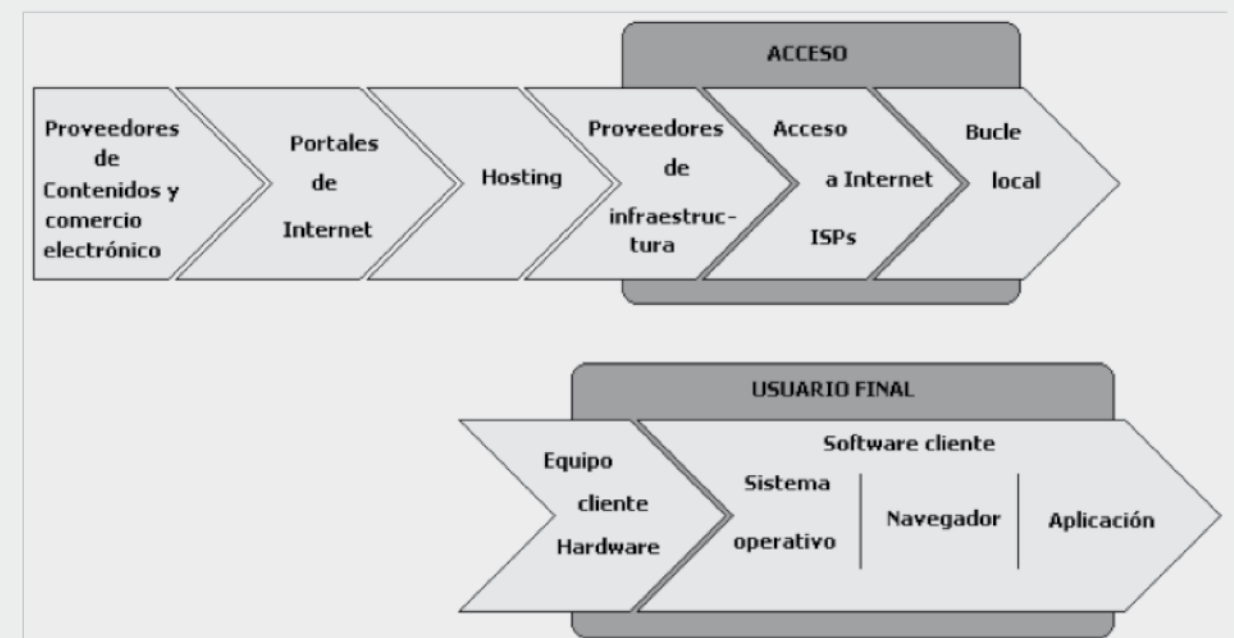 ACCESO
Proveedores
de
Contenidos y
comercio
electrónico
Portales
de
Internet
Hosting
Proveedores
de
infraestruc-
tura
Acceso
a Internet
ISPs
Bucle
local
USUARIO FINAL
Equipo
cliente
Hardware
Software cliente
Sistema
operativo
Navegador
Aplicación